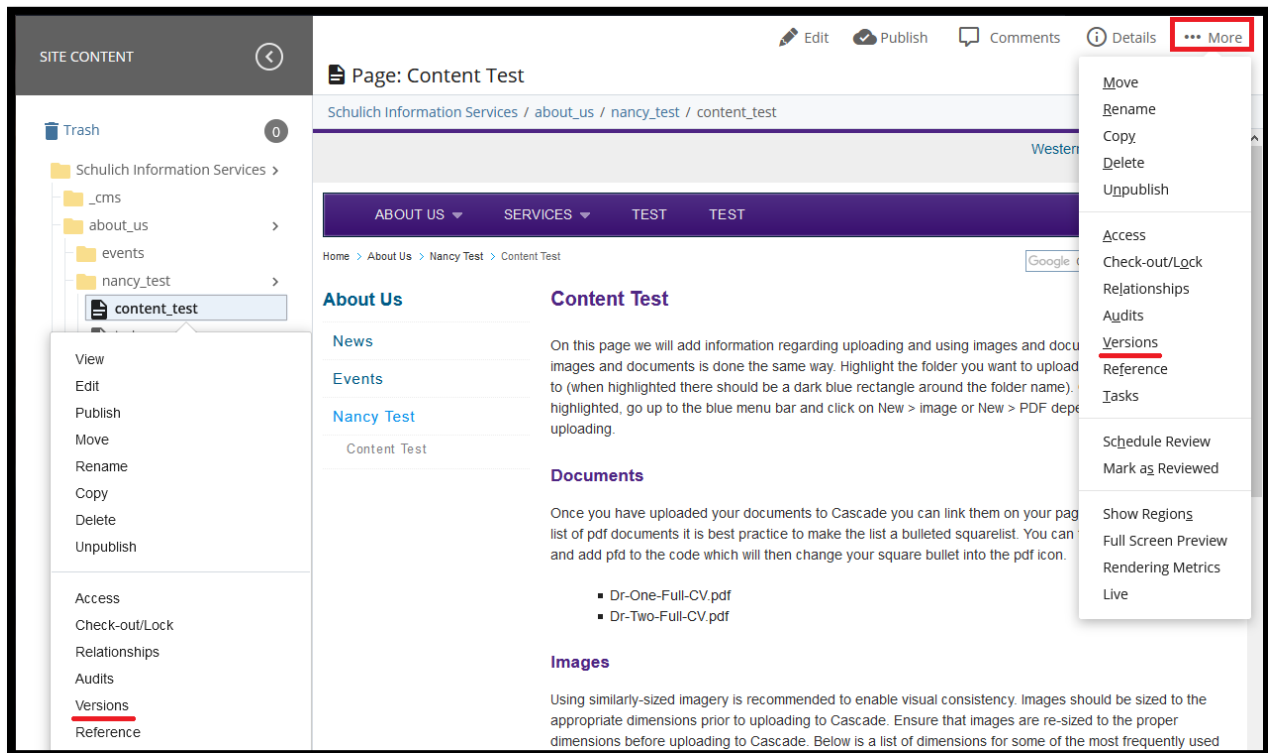 SITE CONTENT
Trash
0
Schulich Information Services
_cms
about_us
events
nancy_test
content_test
View
Edit
Publish
Move
Rename
Copy
Delete
Unpublish
Access
Check-out/Lock
Relationships
Audits
Versions
Reference
Edit
Publish
Comments
Details
More
Page: Content Test
Schulich Information Services / about_us / nancy_test / content_test
Western
ABOUT US
SERVICES
TEST
TEST
Home > About Us > Nancy Test > Content Test
Google
About Us
News
Events
Nancy Test
Content Test
Content Test
On this page we will add information regarding uploading and using images and docu
images and documents is done the same way. Highlight the folder you want to upload
to (when highlighted there should be a dark blue rectangle around the folder name).
highlighted, go up to the blue menu bar and click on New > image or New > PDF depe
uploading.
Documents
Once you have uploaded your documents to Cascade you can link them on your pag
list of pdf documents it is best practice to make the list a bulleted squarelist. You can
and add pfd to the code which will then change your square bullet into the pdf icon.
Dr-One-Full-CV.pdf
Dr-Two-Full-CV.pdf
Images
Using similarly-sized imagery is recommended to enable visual consistency. Images should be sized to the
appropriate dimensions prior to uploading to Cascade. Ensure that images are re-sized to the proper
dimensions before uploading to Cascade. Below is a list of dimensions for some of the most frequently used
Move
Rename
Copy
Delete
Unpublish
Access
Check-out/Lock
Relationships
Audits
Versions
Reference
Tasks
Schedule Review
Mark as Reviewed
Show Regions
Full Screen Preview
Rendering Metrics
Live